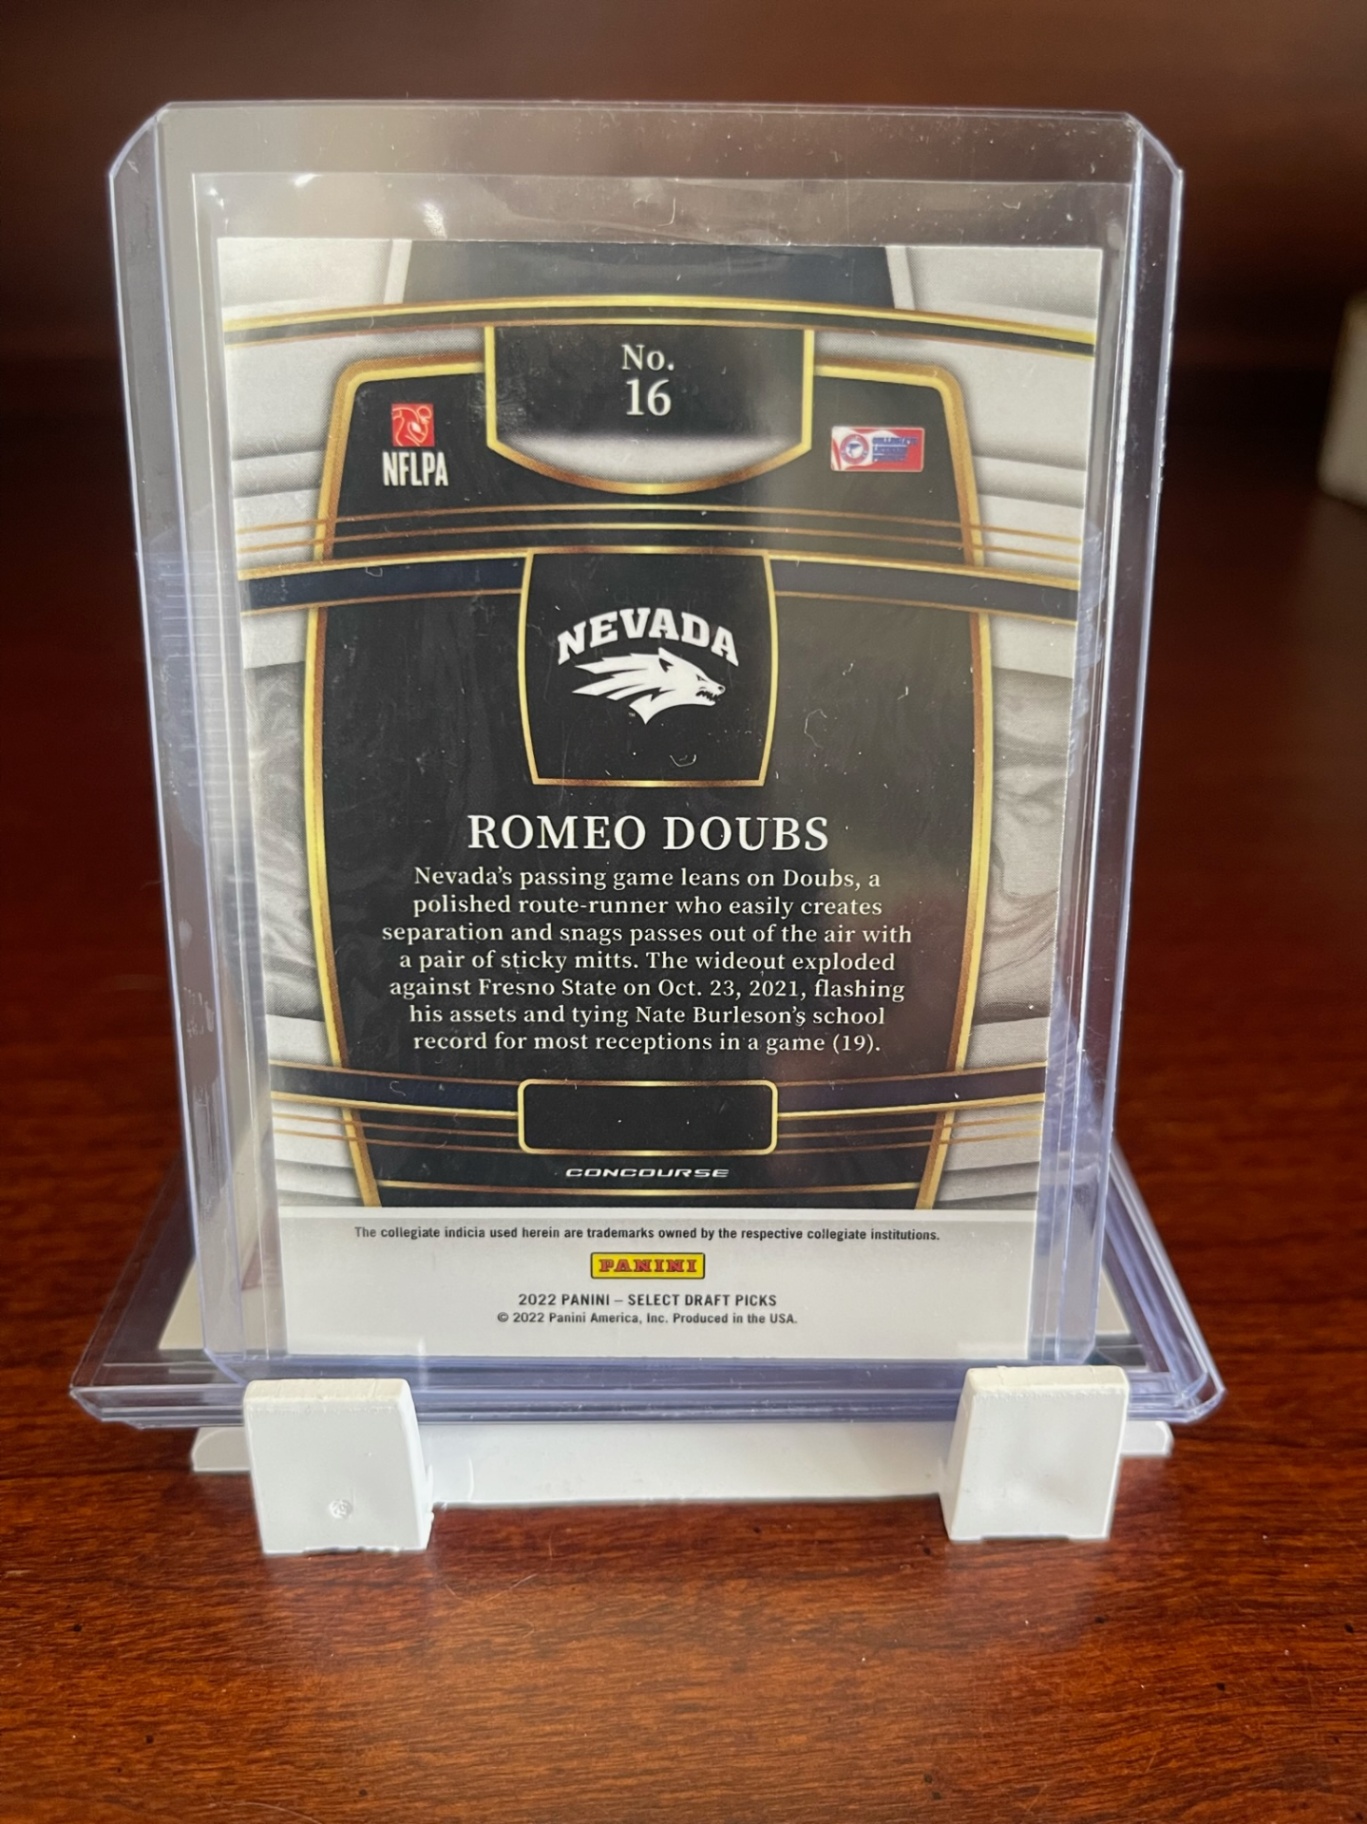 No.
16
NFLPA
NEVADA
ROMEO DOUBS
Nevada's passing game leans on Doubs, a
polished route-runner who easily creates
separation and snags passes out of the air with
a pair of sticky mitts. The wideout exploded
against Fresno State on Oct. 23, 2021, flashing
his assets and tying Nate Burleson's school
record for most receptions in a game (19).
CONCOURSE
The collegiate indicia used herein are trademarks owned by the respective collegiate institutions.
PANINI
2022 PANINI – SELECT DRAFT PICKS
© 2022 Panini America, Inc. Produced in the USA.